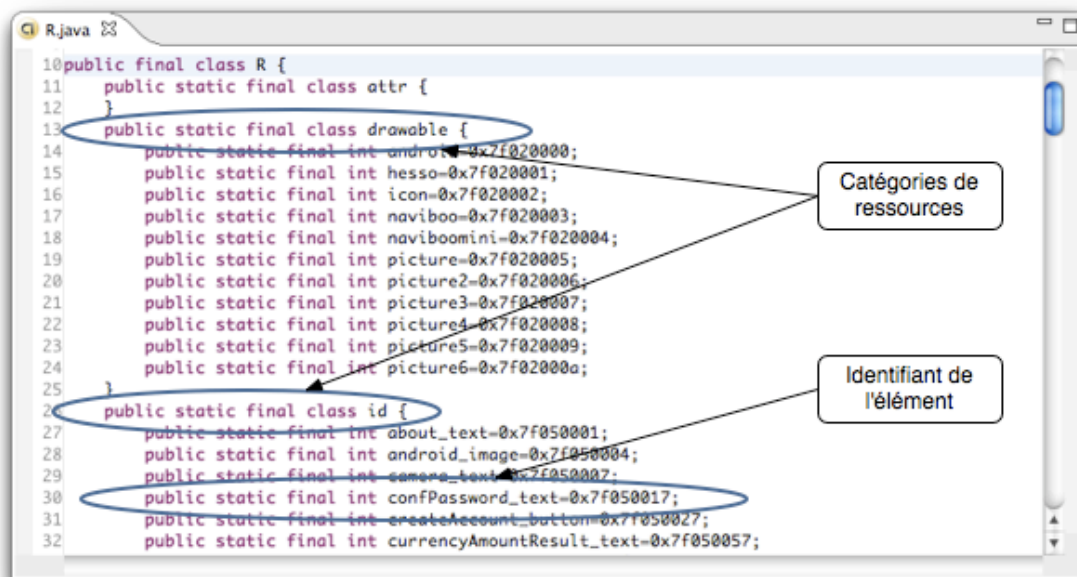 R.java
10 public final class R {
11 public static final class attr {
12 }
13 public static final class drawable {
14 public static final int android=0x7f020000;
15 public static final int hesso=0x7f020001;
16 public static final int icon=0x7f020002;
17 public static final int naviboo=0x7f020003;
18 public static final int naviboomini=0x7f020004;
19 public static final int picture=0x7f020005;
20 public static final int picture2=0x7f020006;
21 public static final int picture3=0x7f020007;
22 public static final int picture4=0x7f020008;
23 public static final int picture5=0x7f020009;
24 public static final int picture6=0x7f02000a;
25 }
26 public static final class id {
27 public static final int about_text=0x7f050001;
28 public static final int android_image=0x7f050004;
29 public static final int camera_text=0x7f050007;
30 public static final int confPassword_text=0x7f050017;
31 public static final int createAccount_button=0x7f050027;
32 public static final int currencyAmountResult_text=0x7f050057;
Catégories de
ressources
Identifiant de
l'élément